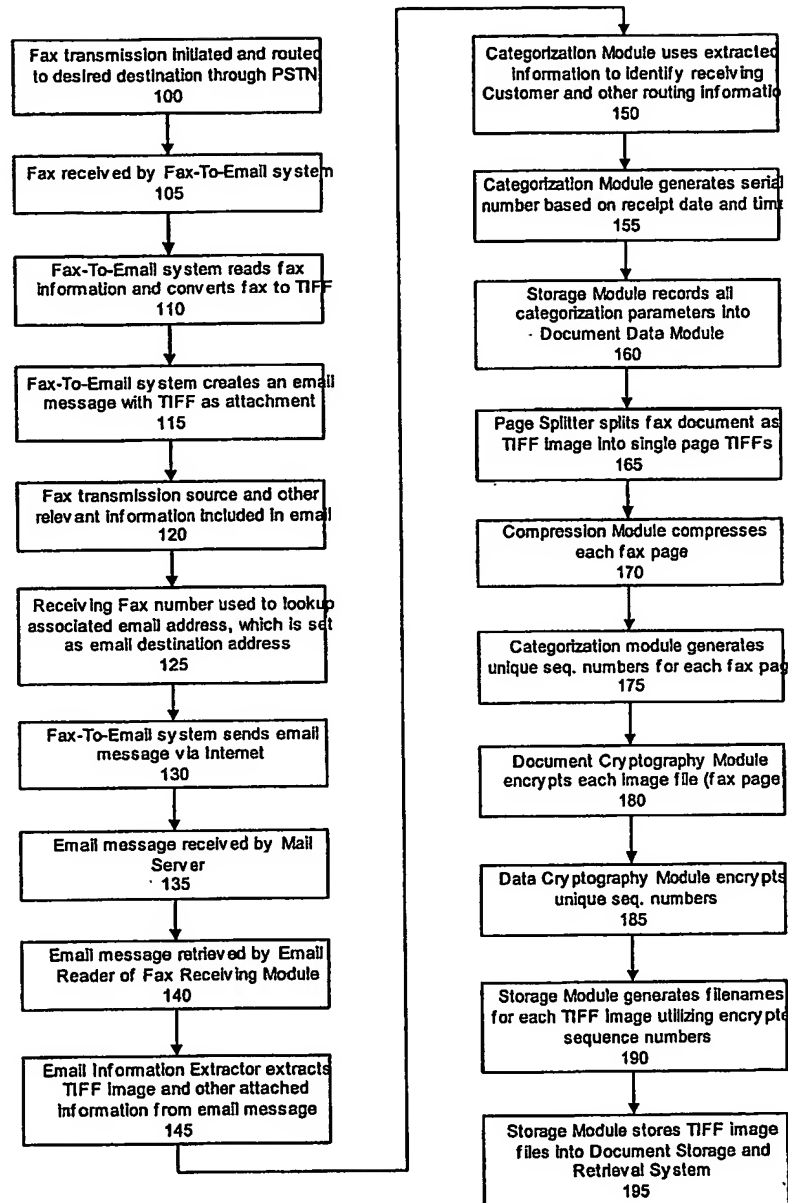 Fax transmission initiated and routed
to desired destination through PSTN
100
Fax received by Fax-To-Email system
105
Fax-To-Email system reads fax
information and converts fax to TIFF
110
Fax-To-Email system creates an email
message with TIFF as attachment
115
Fax transmission source and other
relevant information included in email
120
Receiving Fax number used to lookup
associated email address, which is set
as email destination address
125
Fax-To-Email system sends email
message via Internet
130
Email message received by Mail
Server
135
Email message retrieved by Email
Reader of Fax Receiving Module
140
Email Information Extractor extracts
TIFF image and other attached
information from email message
145
Categorization Module uses extracted
information to identify receiving
Customer and other routing informatio
150
Categorization Module generates serial
number based on receipt date and time
155
Storage Module records all
categorization parameters into
Document Data Module
160
Page Splitter splits fax document as
TIFF image into single page TIFFs
165
Compression Module compresses
each fax page
170
Categorization module generates
unique seq. numbers for each fax pag
175
Document Cryptography Module
encrypts each image file (fax page
180
Data Cryptography Module encrypts
unique seq. numbers
185
Storage Module generates filenames
for each TIFF image utilizing encrypte
sequence numbers
190
Storage Module stores TIFF image
files into Document Storage and
Retrieval System
195